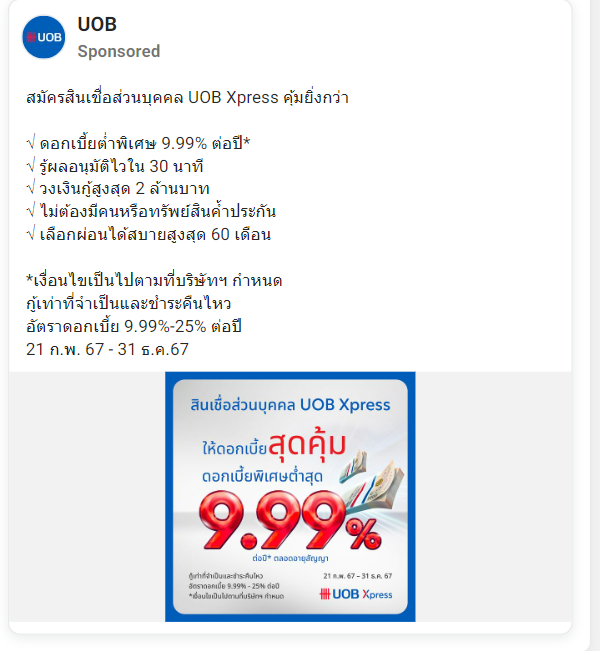 UOB
UOB
Sponsored
สมัครสินเชื่อส่วนบุคคล UOB Xpress คุ้มยิ่งกว่า
√ ดอกเบี้ยต่ำพิเศษ 9.99% ต่อปี*
√ รู้ผลอนุมัติไวใน 30 นาที
√ วงเงินกู้สูงสุด 2 ล้านบาท
√ ไม่ต้องมีคนหรือทรัพย์สินค้ำประกัน
√ เลือกผ่อนได้สบายสูงสุด 60 เดือน
*เงื่อนไขเป็นไปตามที่บริษัทฯ กำหนด
กู้เท่าที่จำเป็นและชำระคืนไหว
อัตราดอกเบี้ย 9.99%-25% ต่อปี
21 ก.พ. 67 - 31 ธ.ค.67
สินเชื่อส่วนบุคคล UOB Xpress
ให้ดอกเบี้ยสุดคุ้ม
ดอกเบี้ยพิเศษต่ำสุด
9.99%
ต่อปี* ตลอดอายุสัญญา
กู้เท่าที่จำเป็นและชำระคืนไหว
อัตราดอกเบี้ย 9.99% - 25% ต่อปี
*เงื่อนไขเป็นไปตามที่บริษัทฯ กำหนด
21 ก.พ. 67 – 31 ธ.ค. 67
UOB Xpress